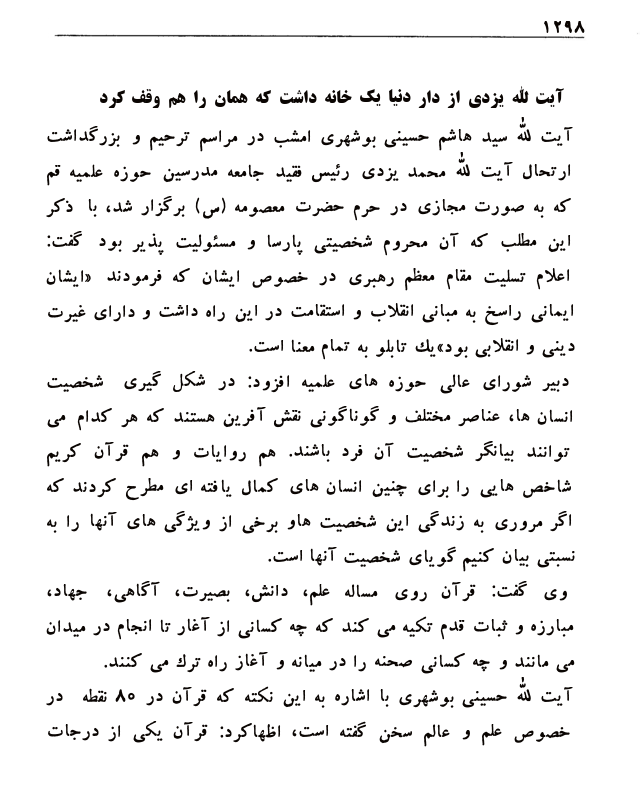 ۱۲۹۸
آیت لله یزدی از دار دنیا یک خانه داشت که همان را هم وقف کرد
آیت لله سید هاشم حسینی بوشهری امشب در مراسم ترحیم و بزرگداشت
ارتحال آیت لله محمد یزدی رئیس فقید جامعه مدرسین حوزه علمیه قم
که به صورت مجازی در حرم حضرت معصومه (س) برگزار شد، با ذکر
این مطلب که آن محروم شخصیتی پارسا و مسئولیت پذیر بود گفت:
اعلام تسلیت مقام معظم رهبری در خصوص ایشان که فرمودند «ایشان
ایمانی راسخ به مبانی انقلاب و استقامت در این راه داشت و دارای غیرت
دینی و انقلابی بود»یك تابلو به تمام معنا است.
دبیر شورای عالی حوزه های علمیه افزود: در شکل گیری شخصیت
انسان ها، عناصر مختلف و گوناگونی نقش آفرین هستند که هر کدام می
توانند بیانگر شخصیت آن فرد باشند. هم روایات و هم قرآن کریم
شاخص هایی را برای چنین انسان های کمال یافته ای مطرح کردند که
اگر مروری به زندگی این شخصیت هاو برخی از ویژگی های آنها را به
نسبتی بیان کنیم گویای شخصیت آنها است.
وی گفت: قرآن روی مساله علم، دانش، بصیرت، آگاهی، جهاد،
مبارزه و ثبات قدم تکیه می کند که چه کسانی از آغار تا انجام در میدان
می مانند و چه کسانی صحنه را در میانه و آغاز راه ترك می کنند.
آیت لله حسینی بوشهری با اشاره به این نکته که قرآن در ۸۰ نقطه در
خصوص علم و عالم سخن گفته است، اظهاکرد: قرآن یکی از درجات